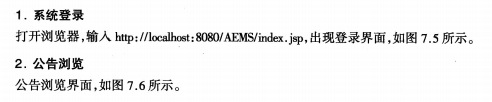 1. 系统登录
打开浏览器,输入 http://localhost:8080/AEMS/index.jsp,出现登录界面,如图 7.5 所示。
2. 公告浏览
公告浏览界面,如图 7.6 所示。